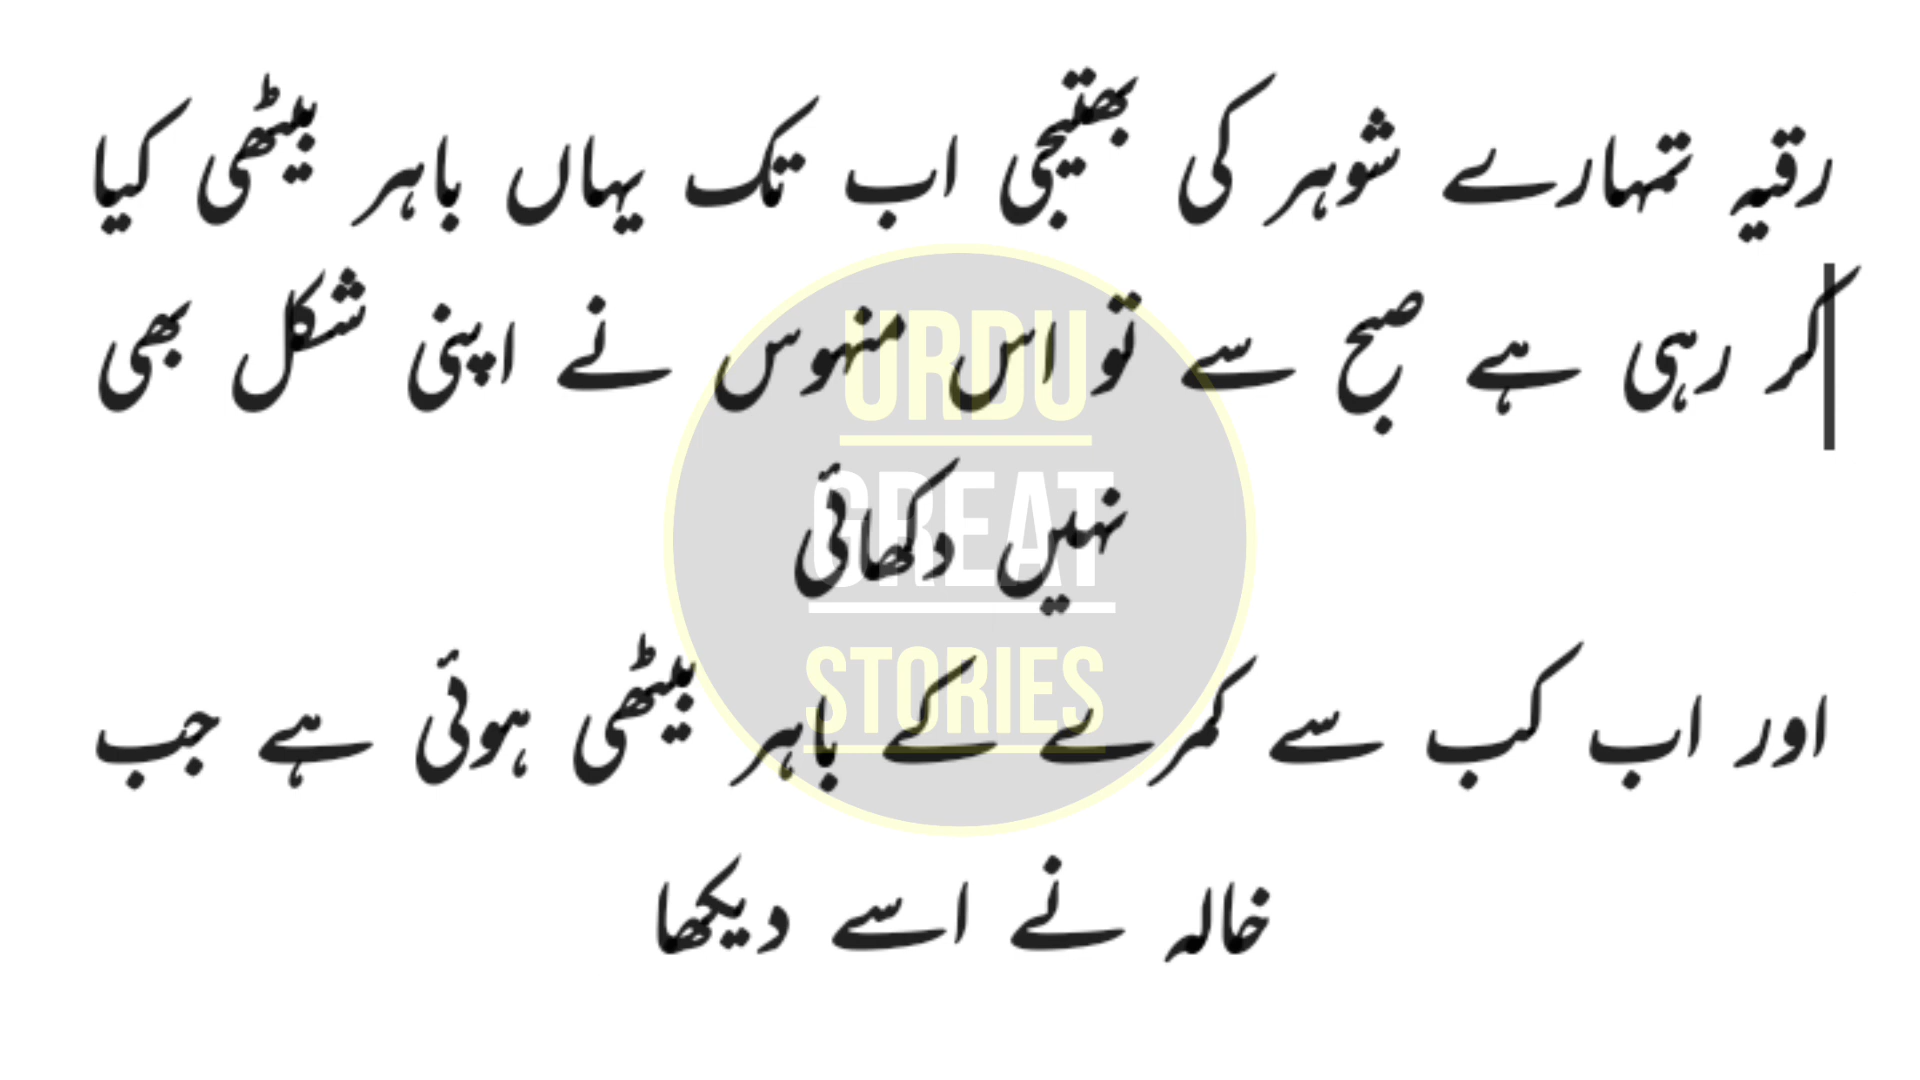 رقیہ تمہارے شوہر کی بھتیجی اب تک یہاں باہر بیٹھی کیا
کر رہی ہے صبح سے تو اس منہوس نے اپنی شکل بھی
نہیں دکھائی
اور اب کب سے کمرے کے باہر بیٹھی ہوئی ہے جب
خالہ نے اسے دیکھا
URDU
GREAT
STORIES